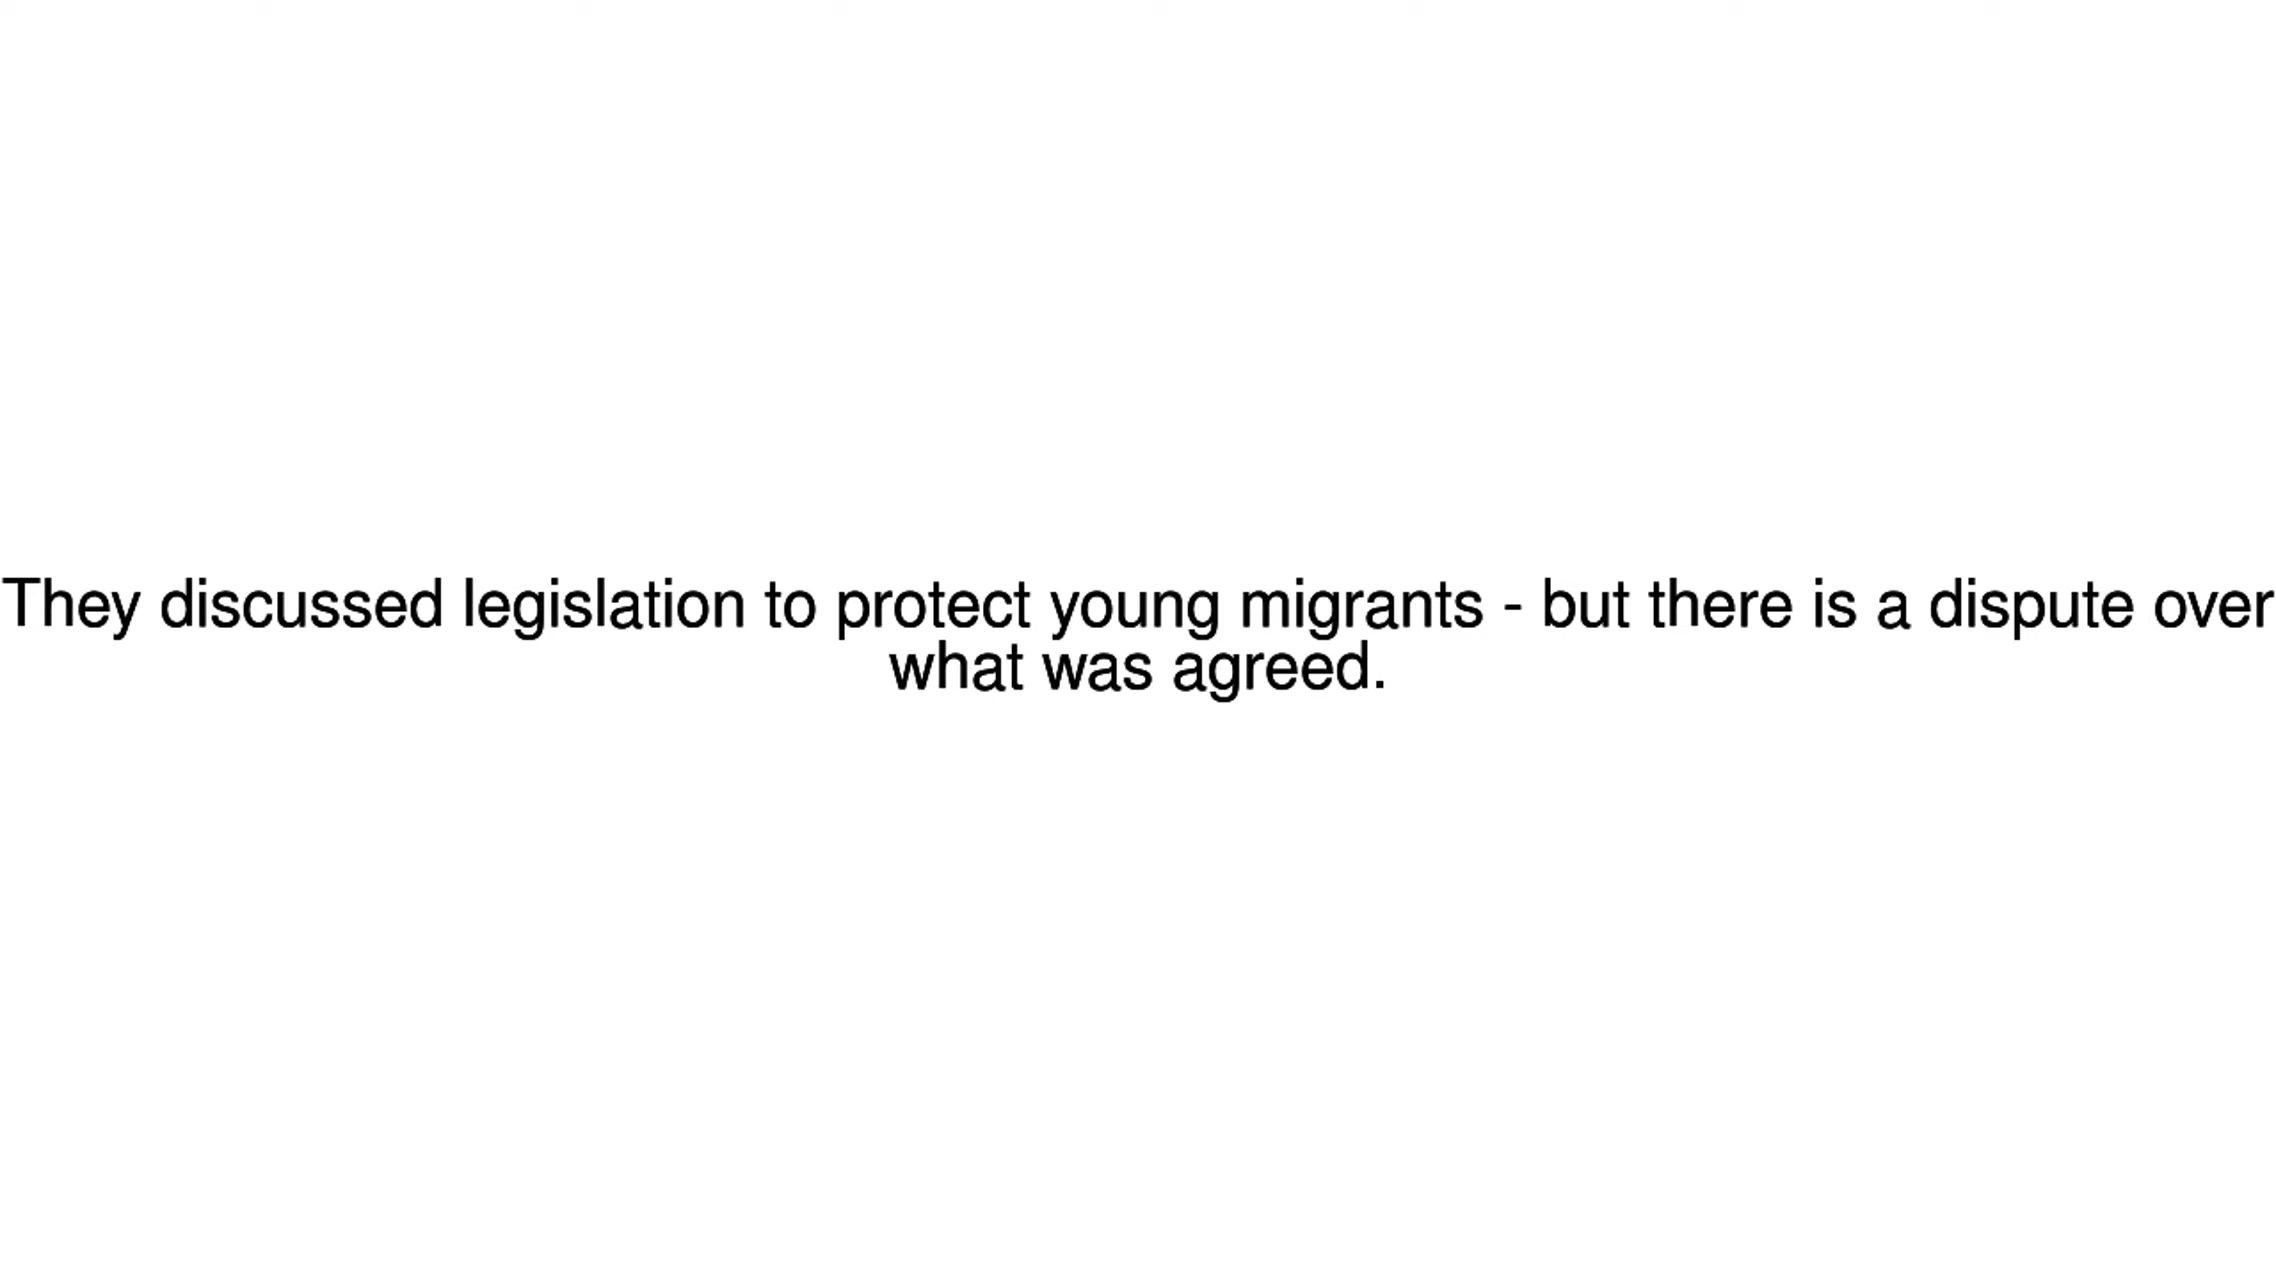 They discussed legislation to protect young migrants - but there is a dispute over
what was agreed.